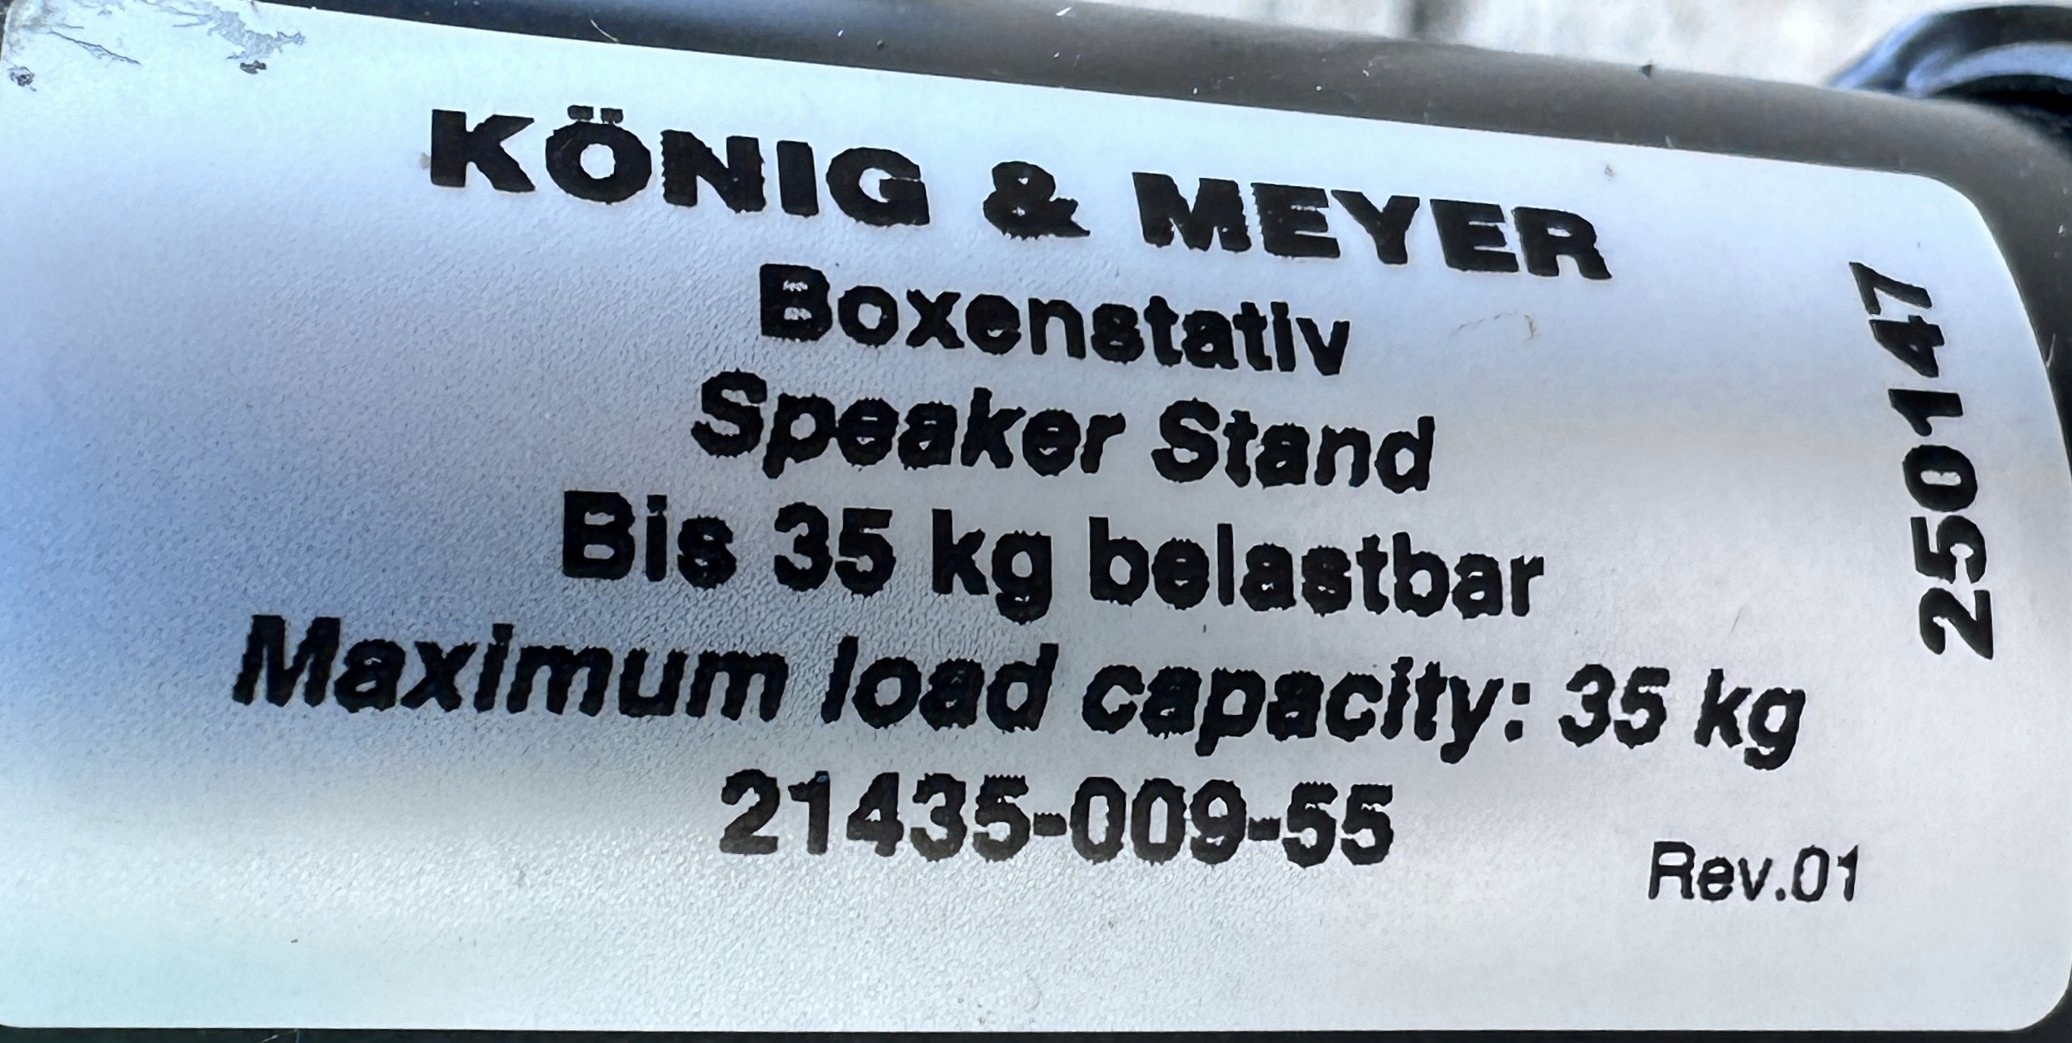 KÖNIG & MEYER
Boxenstativ
Speaker Stand
Bis 35 kg belastbar
Maximum load capacity: 35 kg
21435-009-55
Rev.01
250147